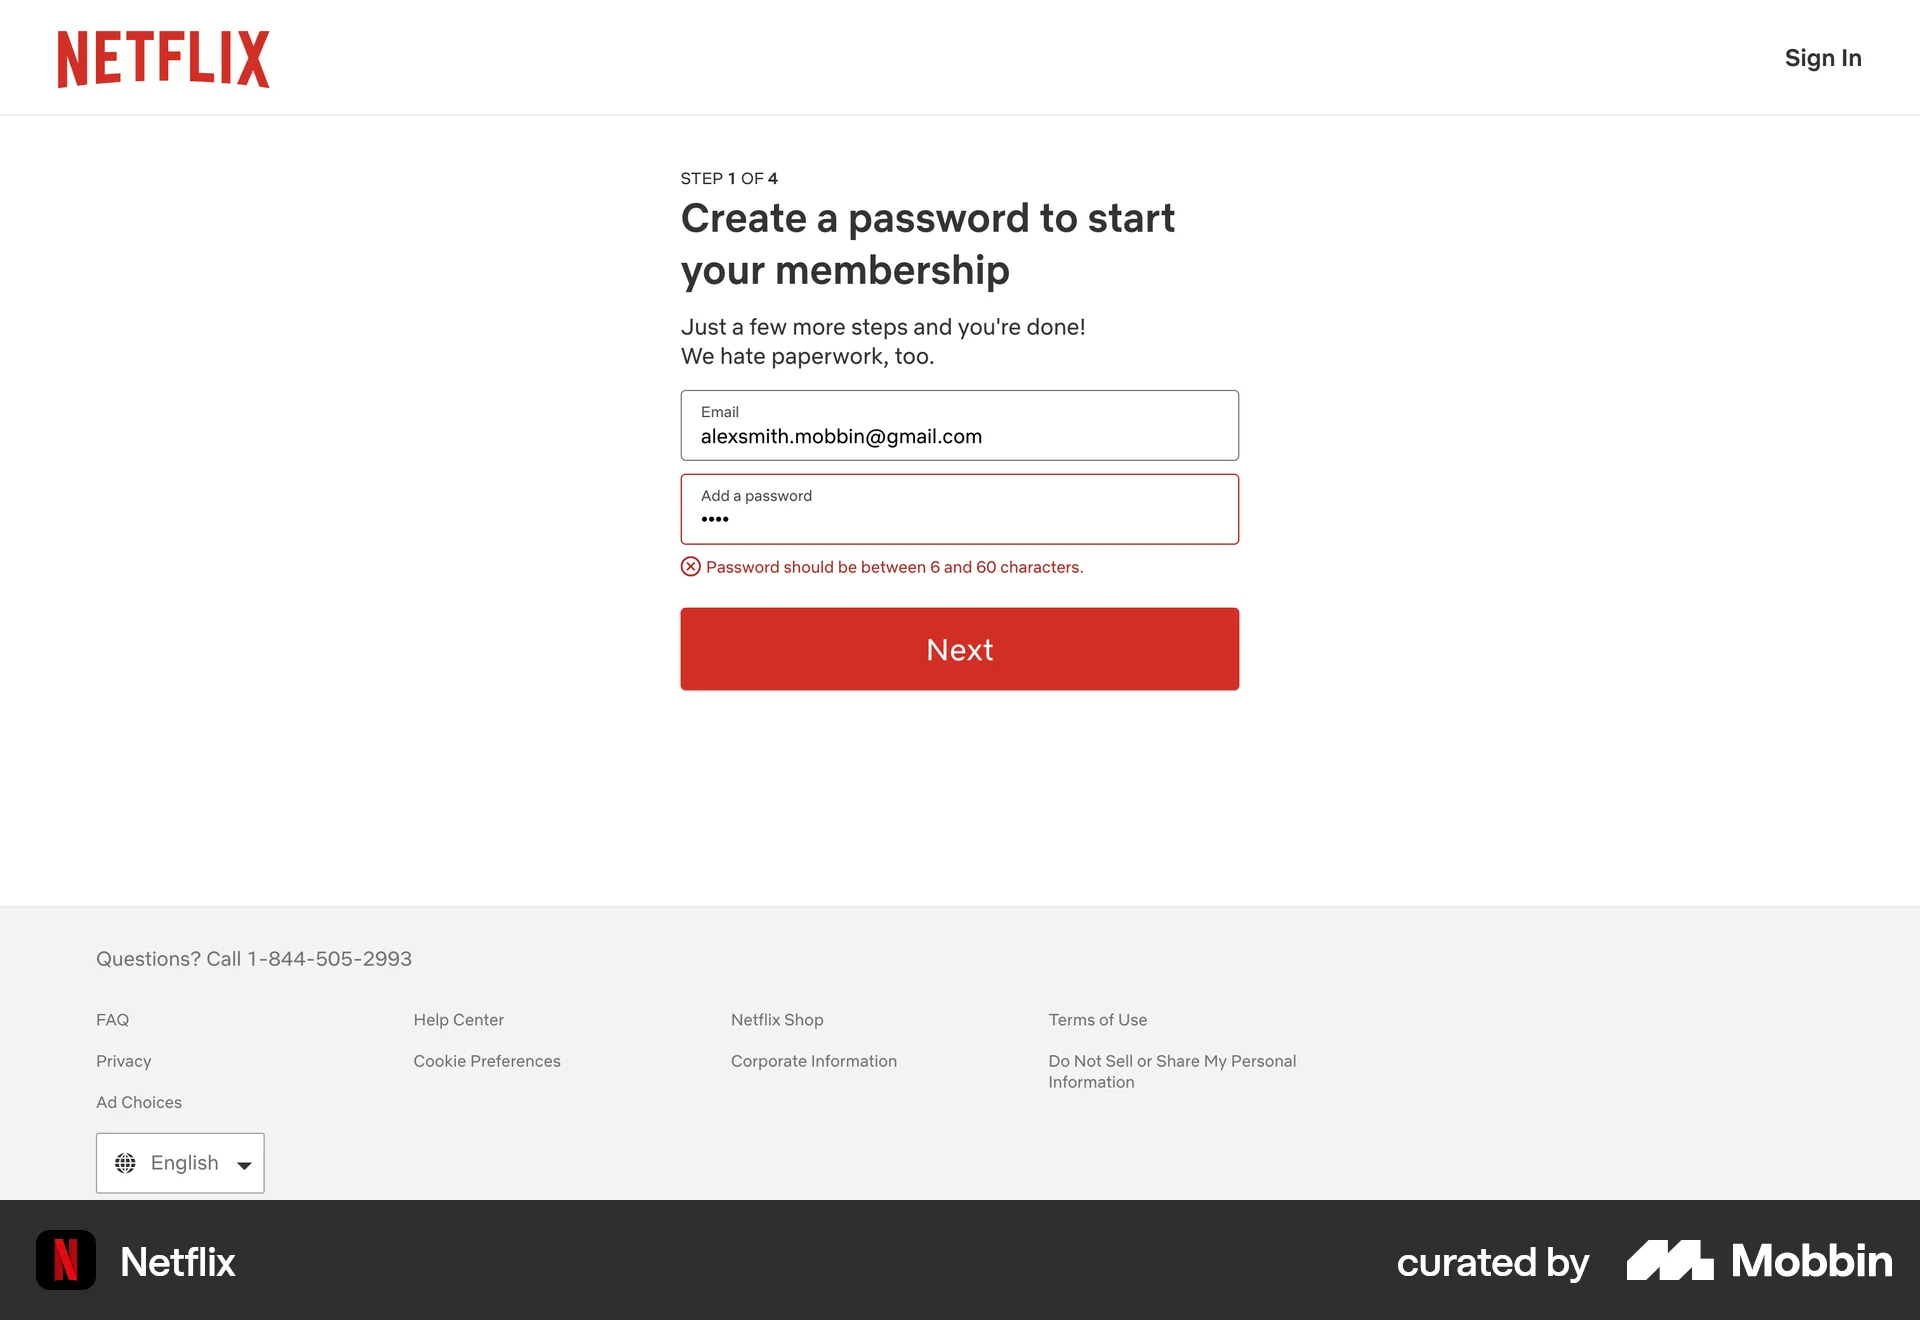 NETFLIX
Sign In
STEP 1 OF 4
Create a password to start
your membership
Just a few more steps and you're done!
We hate paperwork, too.
Email
alexsmith.mobbin@gmail.com
Add a password
••••
Password should be between 6 and 60 characters.
Next
Questions? Call 1-844-505-2993
FAQ
Help Center
Netflix Shop
Terms of Use
Privacy
Cookie Preferences
Corporate Information
Do Not Sell or Share My Personal
Information
Ad Choices
English
N
Netflix
curated by
Mobbin